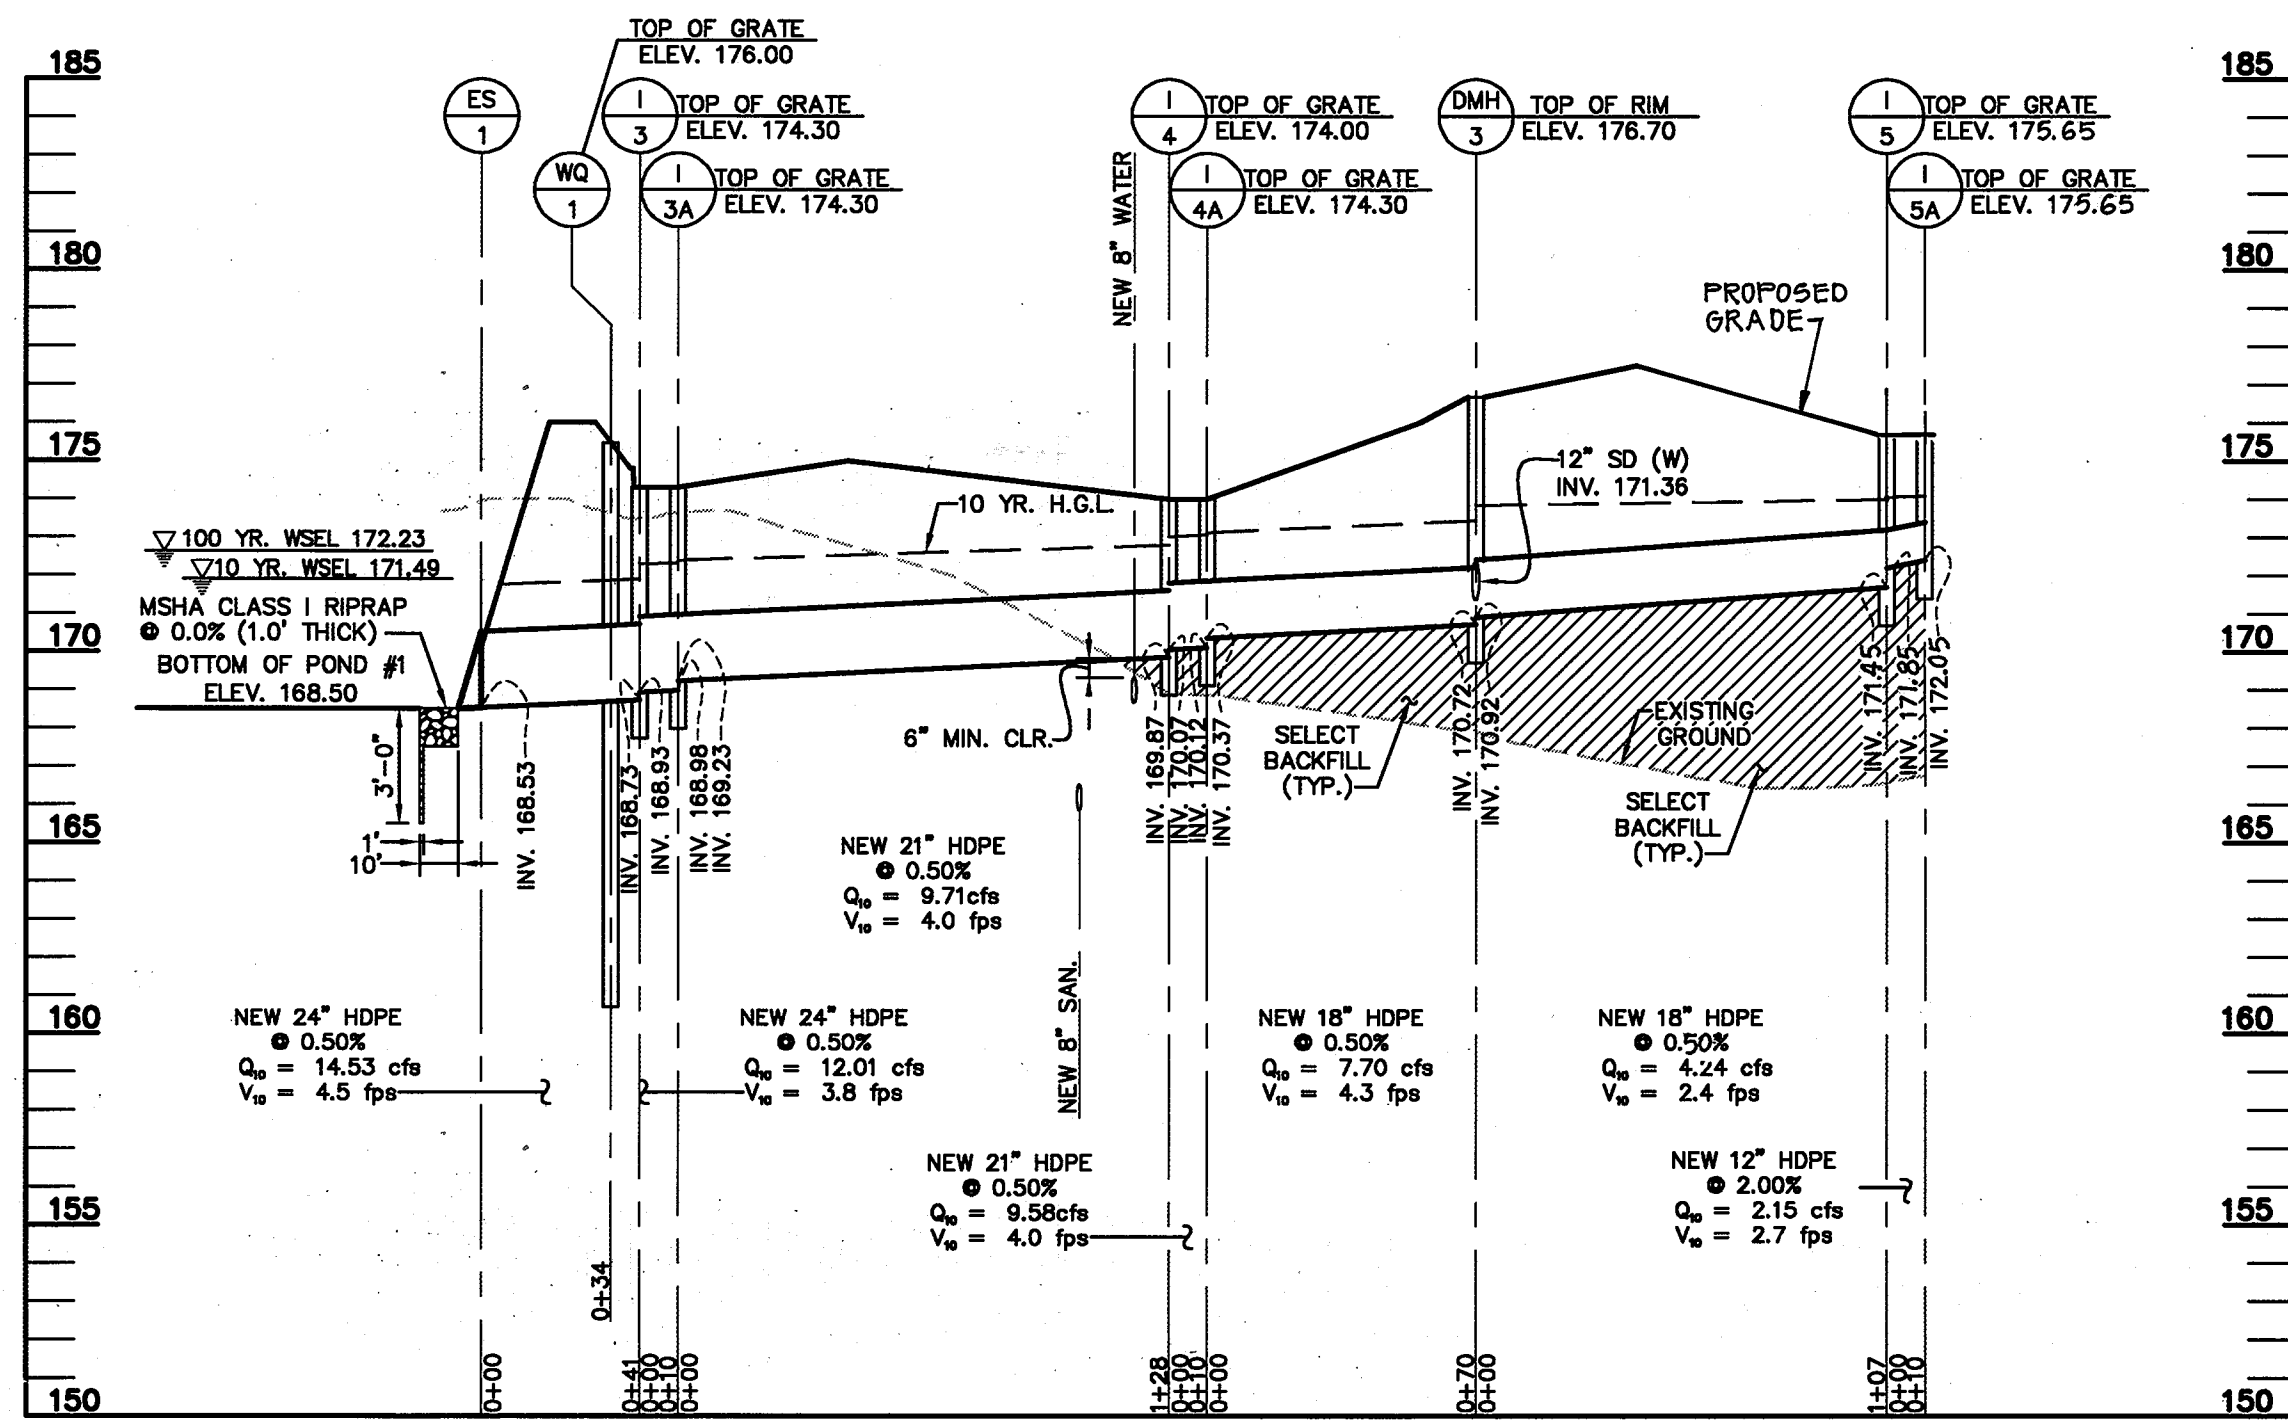 TOP OF GRATE
ELEV. 176.00
185
185
ES
1
I
3
TOP OF GRATE
ELEV. 174.30
I
4
TOP OF GRATE
ELEV. 174.00
DMH
3
TOP OF RIM
ELEV. 176.70
I
5
TOP OF GRATE
ELEV. 175.65
WQ
1
I
3A
TOP OF GRATE
ELEV. 174.30
NEW 8" WATER
I
4A
TOP OF GRATE
ELEV. 174.30
I
5A
TOP OF GRATE
ELEV. 175.65
180
180
PROPOSED
GRADE
175
175
12" SD (W)
INV. 171.36
10 YR. H.G.L.
100 YR. WSEL 172.23
10 YR. WSEL 171.49
MSHA CLASS I RIPRAP
@ 0.0% (1.0' THICK)
BOTTOM OF POND #1
ELEV. 168.50
170
170
3'-0"
1'
10'
INV. 168.53
INV. 168.73
INV. 168.93
INV. 168.98
INV. 169.23
6" MIN. CLR.
INV. 169.87
INV. 170.07
INV. 170.12
INV. 170.37
SELECT
BACKFILL
(TYP.)
INV. 170.72
INV. 170.92
EXISTING
GROUND
SELECT
BACKFILL
(TYP.)
INV. 171.45
INV. 171.85
INV. 172.05
165
165
NEW 21" HDPE
@ 0.50%
Q10 = 9.71cfs
V10 = 4.0 fps
NEW 8" SAN.
160
160
NEW 24" HDPE
@ 0.50%
Q10 = 14.53 cfs
V10 = 4.5 fps
NEW 24" HDPE
@ 0.50%
Q10 = 12.01 cfs
V10 = 3.8 fps
NEW 18" HDPE
@ 0.50%
Q10 = 7.70 cfs
V10 = 4.3 fps
NEW 18" HDPE
@ 0.50%
Q10 = 4.24 cfs
V10 = 2.4 fps
NEW 21" HDPE
@ 0.50%
Q10 = 9.58cfs
V10 = 4.0 fps
NEW 12" HDPE
@ 2.00%
Q10 = 2.15 cfs
V10 = 2.7 fps
155
155
0+34
0+00
0+41
0+00
0+10
0+00
1+28
0+00
0+10
0+00
0+70
0+00
1+07
0+00
0+10
150
150